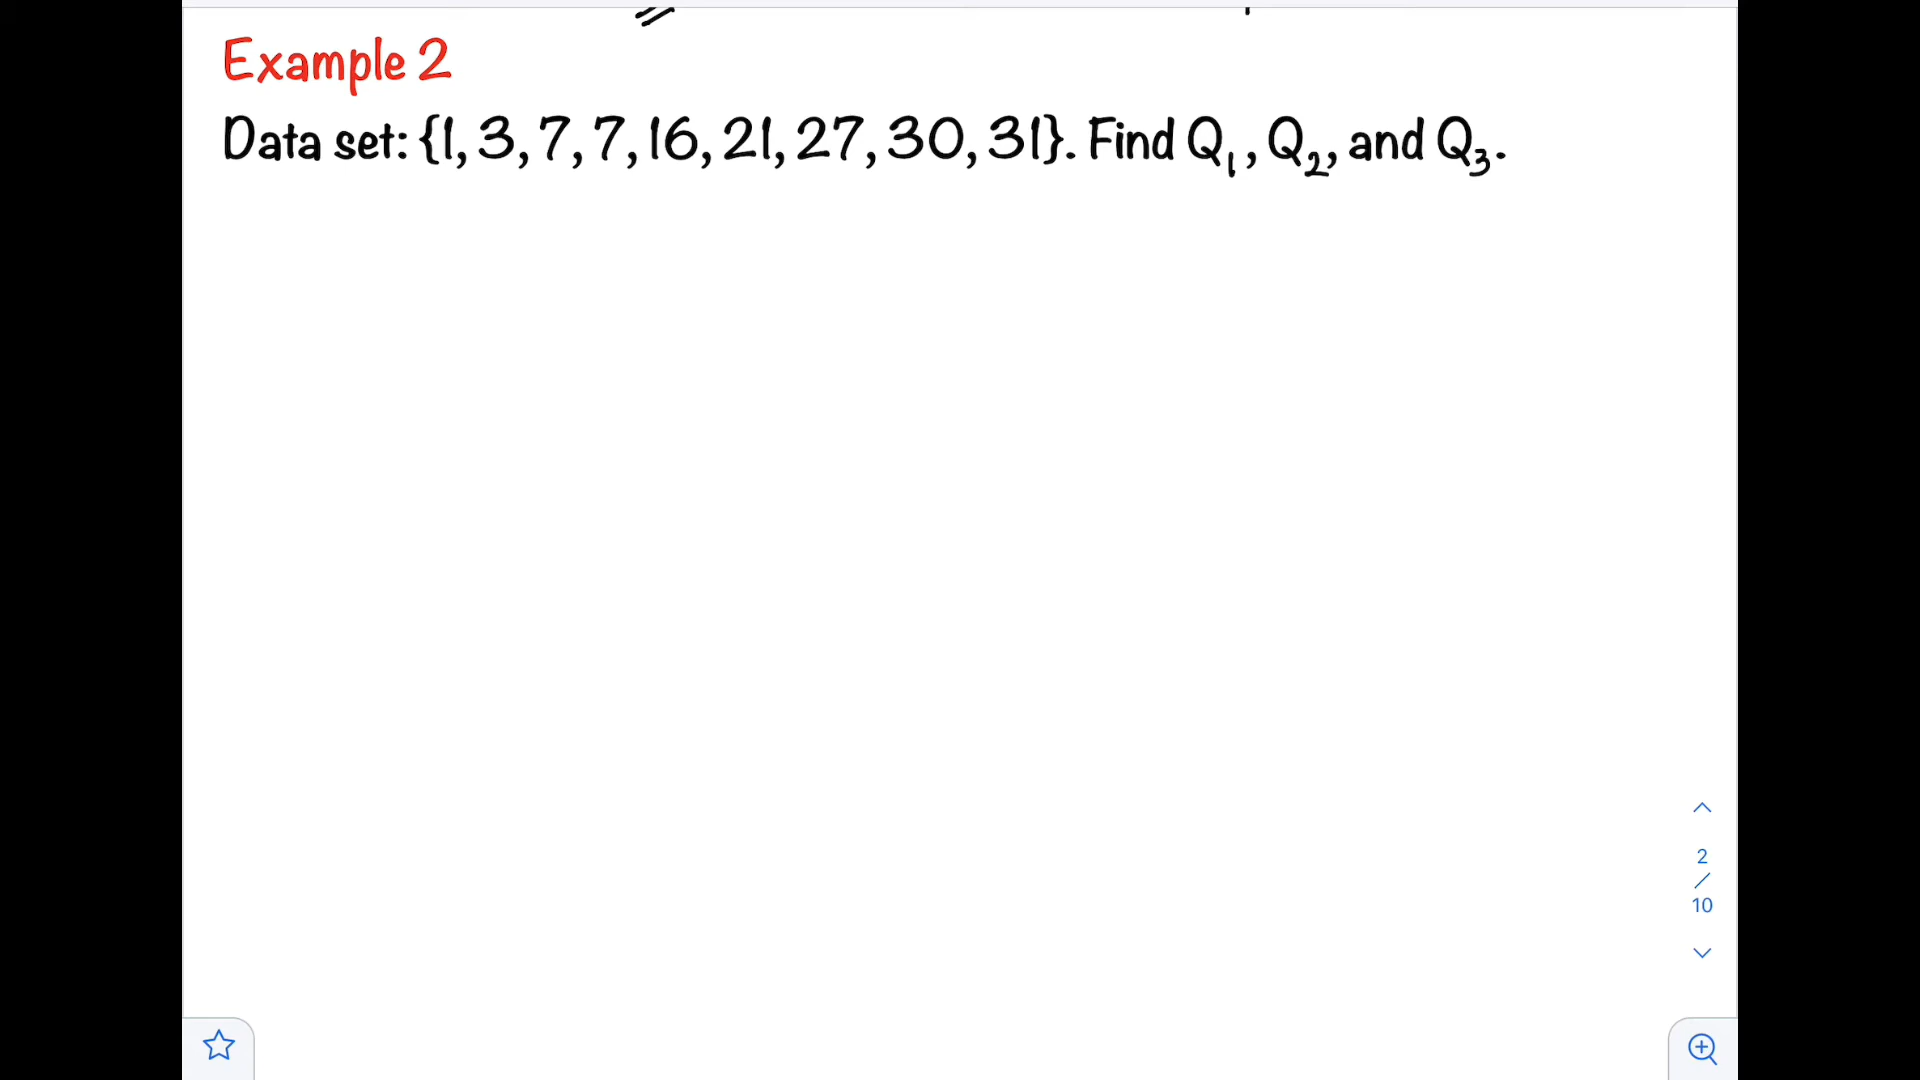 Example 2
Data set: {1, 3, 7, 7, 16, 21, 27, 30, 31}. Find Q₁, Q₂, and Q₃.
2
/
10